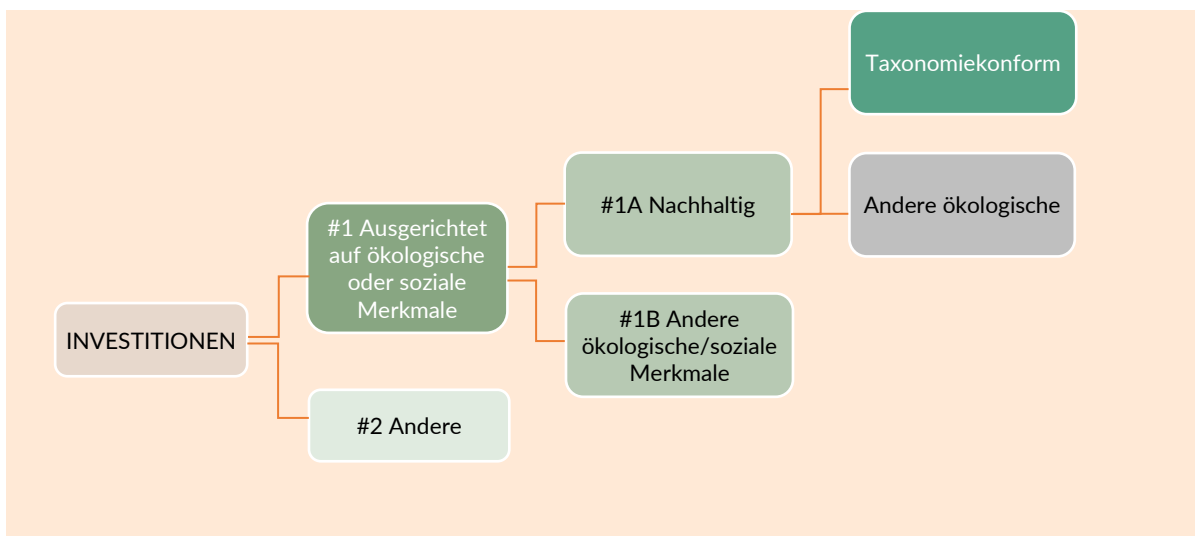 Taxonomiekonform
#1A Nachhaltig
Andere ökologische
#1 Ausgerichtet
auf ökologische
oder soziale
Merkmale
#1B Andere
ökologische/soziale
Merkmale
INVESTITIONEN
#2 Andere